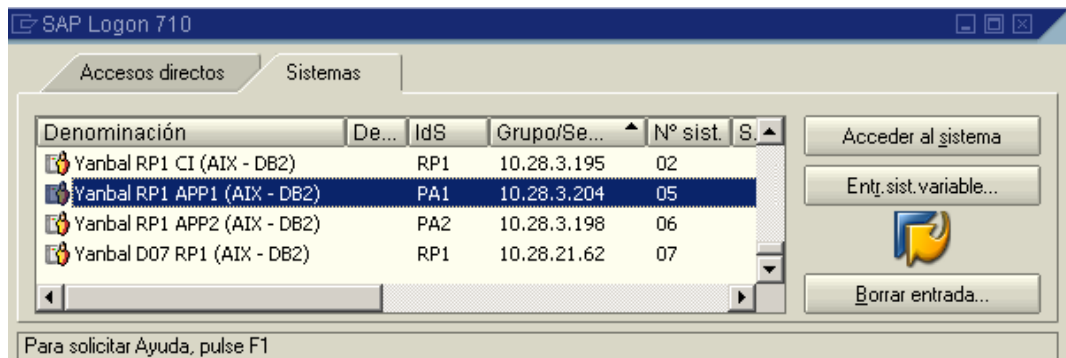 SAP Logon 710
Accesos directos Sistemas
Denominación De... IdS Grupo/Se... Nº sist. S.
Yanbal RP1 CI (AIX - DB2) RP1 10.28.3.195 02
Yanbal RP1 APP1 (AIX - DB2) PA1 10.28.3.204 05
Yanbal RP1 APP2 (AIX - DB2) PA2 10.28.3.198 06
Yanbal D07 RP1 (AIX - DB2) RP1 10.28.21.62 07
Acceder al sistema
Entr.sist.variable...
Borrar entrada...
Para solicitar Ayuda, pulse F1